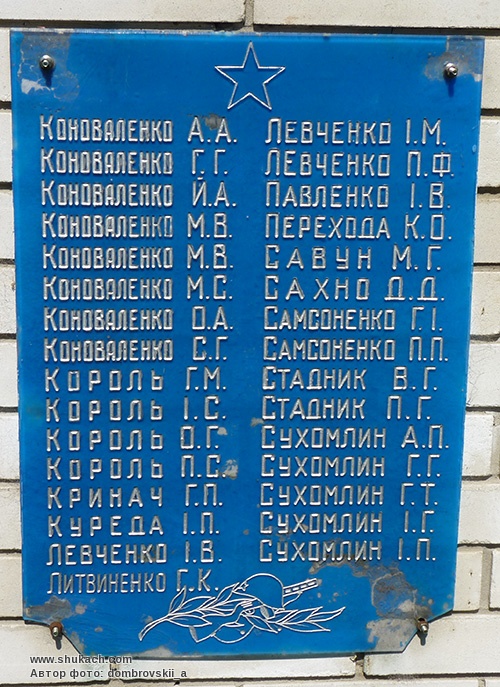 Коноваленко А.А.
Коноваленко Г.Г.
Коноваленко Й.А.
Коноваленко М.В.
Коноваленко М.В.
Коноваленко М.С.
Коноваленко О.А.
Коноваленко С.Г.
Король Г.М.
Король І.С.
Король О.Г.
Король П.С.
Кринач Г.П.
Куреда І.П.
Левченко І.В.
Литвиненко Г.К.
Левченко І.М.
Левченко П.Ф.
Павленко І.В.
Перехода К.О.
Савун М.Г.
Сахно Д.Д.
Самсоненко Г.І.
Самсоненко П.П.
Стадник В.Г.
Стадник П.Г.
Сухомлин А.П.
Сухомлин Г.Г.
Сухомлин Г.Т.
Сухомлин І.Г.
Сухомлин І.П.
www.shukach.com
Автор фото: dombrovskii_a